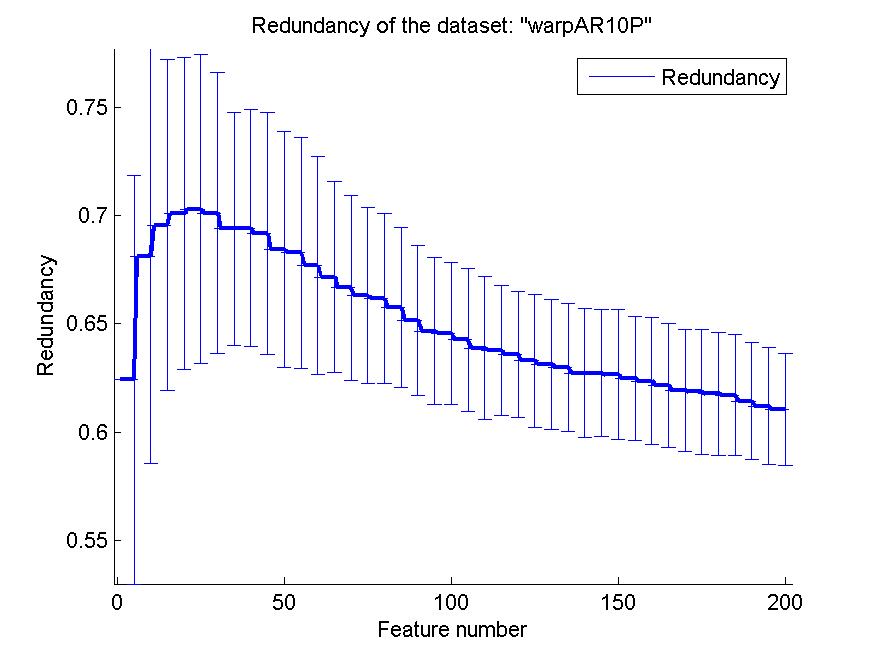 Redundancy of the dataset: "warpAR10P"
Redundancy
0.75
0.7
0.65
0.6
0.55
Redundancy
0
50
100
150
200
Feature number